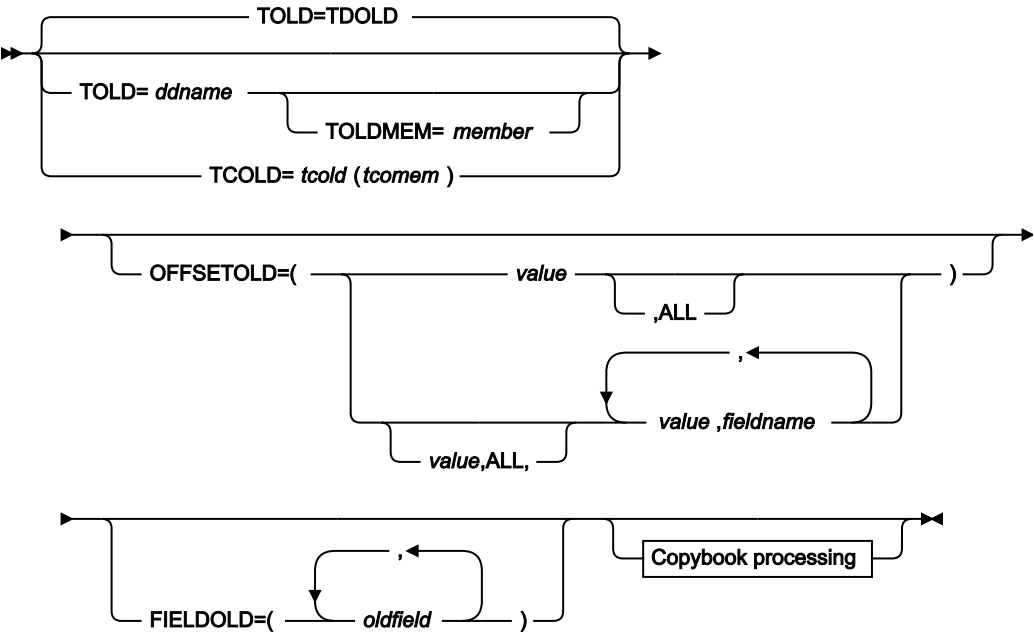 TOLD=TDOLD
TOLD= ddname
TOLDMEM= member
TCOLD= tcold (tcomem )
OFFSETOLD=( value )
,ALL
,
value ,fieldname
value,ALL,
,
Copybook processing
FIELDOLD=( oldfield )